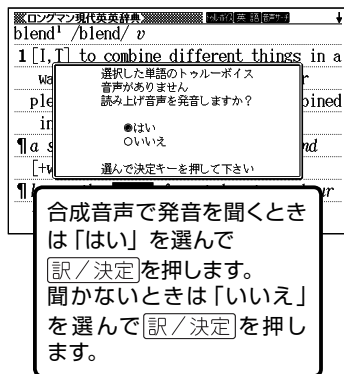 ロングマン現代英英辞典
blend¹ /blend/ v
1 [I,T] to combine different things in a
選択した単語のトゥルーボイス
音声がありません
読み上げ音声を発音しますか？
●はい
○いいえ
選んで決定キーを押して下さい
wa
ple
bined
in
¶a s
nd
[+w
¶
ur
合成音声で発音を聞くとき
は「はい」を選んで
訳／決定を押します。
聞かないときは「いいえ」
を選んで訳／決定を押し
ます。